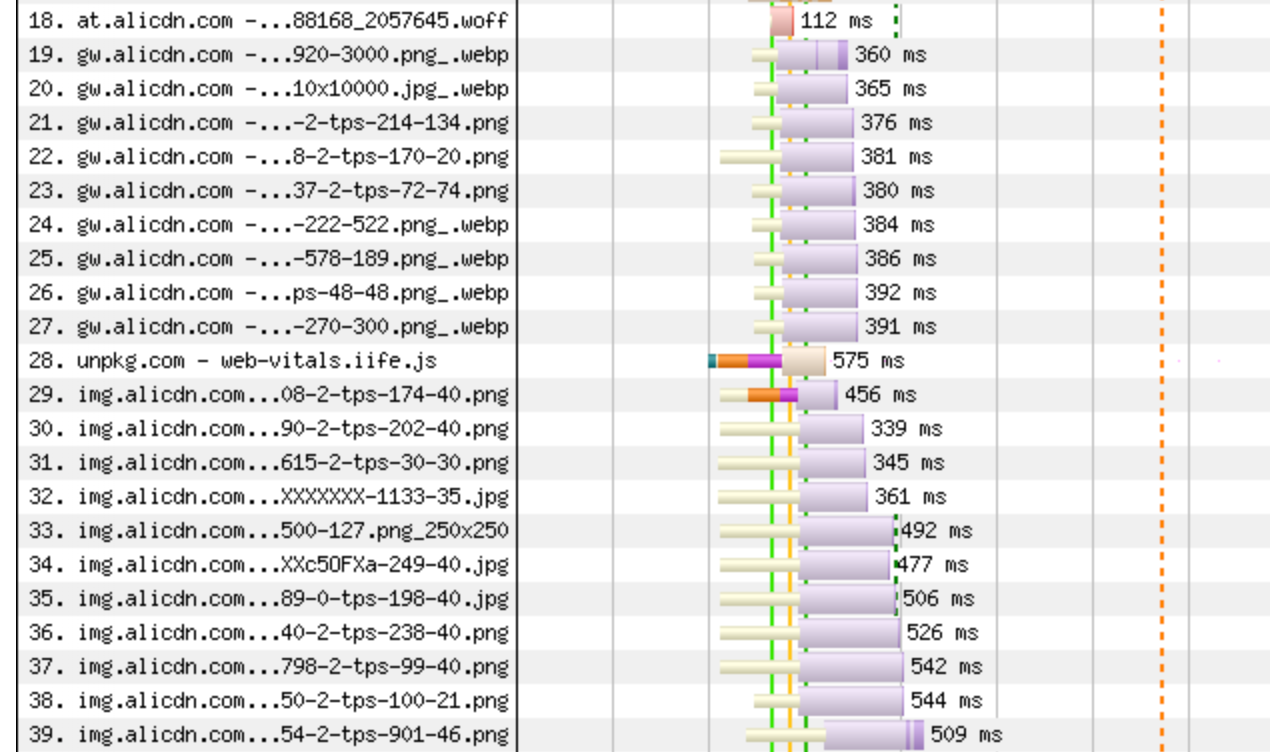 18. at.alicdn.com -...88168_2057645.woff 112 ms
19. gw.alicdn.com -...920-3000.png_.webp 360 ms
20. gw.alicdn.com -...10x10000.jpg_.webp 365 ms
21. gw.alicdn.com -...-2-tps-214-134.png 376 ms
22. gw.alicdn.com -...8-2-tps-170-20.png 381 ms
23. gw.alicdn.com -...37-2-tps-72-74.png 380 ms
24. gw.alicdn.com -...-222-522.png_.webp 384 ms
25. gw.alicdn.com -...-578-189.png_.webp 386 ms
26. gw.alicdn.com -...ps-48-48.png_.webp 392 ms
27. gw.alicdn.com -...-270-300.png_.webp 391 ms
28. unpkg.com - web-vitals.iife.js 575 ms
29. img.alicdn.com...08-2-tps-174-40.png 456 ms
30. img.alicdn.com...90-2-tps-202-40.png 339 ms
31. img.alicdn.com...615-2-tps-30-30.png 345 ms
32. img.alicdn.com...XXXXXXX-1133-35.jpg 361 ms
33. img.alicdn.com...500-127.png_250x250 492 ms
34. img.alicdn.com...XXc5OFXa-249-40.jpg 477 ms
35. img.alicdn.com...89-0-tps-198-40.jpg 506 ms
36. img.alicdn.com...40-2-tps-238-40.png 526 ms
37. img.alicdn.com...798-2-tps-99-40.png 542 ms
38. img.alicdn.com...50-2-tps-100-21.png 544 ms
39. img.alicdn.com...54-2-tps-901-46.png 509 ms